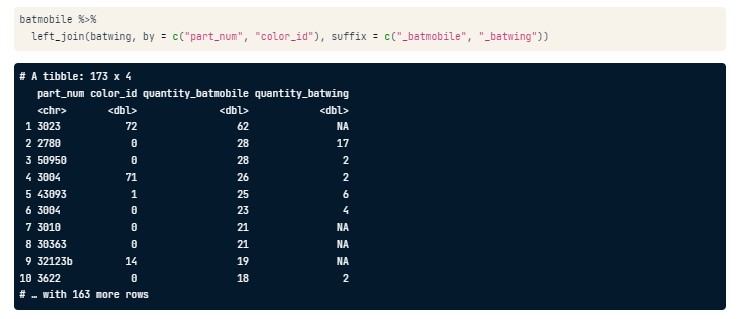 batmobile %>%
  left_join(batwing, by = c("part_num", "color_id"), suffix = c("_batmobile", "_batwing"))
# A tibble: 173 x 4
   part_num color_id quantity_batmobile quantity_batwing
   <chr>       <dbl>              <dbl>            <dbl>
 1 3023           72                 62               NA
 2 2780            0                 28               17
 3 50950           0                 28                2
 4 3004           71                 26                2
 5 43093           1                 25                6
 6 3004            0                 23                4
 7 3010            0                 21               NA
 8 30363           0                 21               NA
 9 32123b         14                 19               NA
10 3622            0                 18                2
# … with 163 more rows